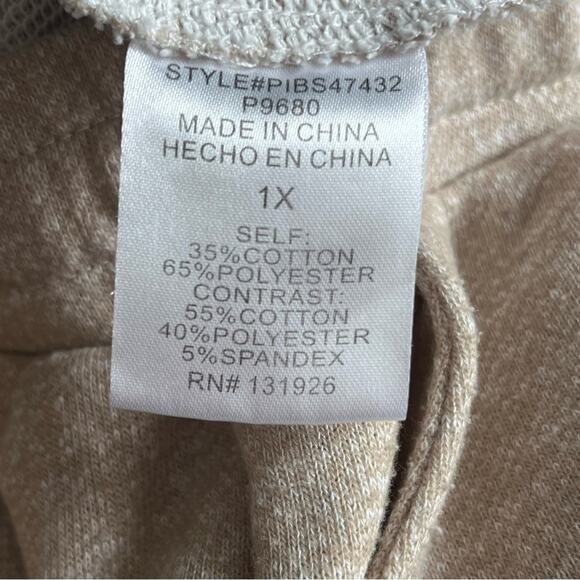 STYLE#PIBS47432
P9680
MADE IN CHINA
HECHO EN CHINA
1X
SELF:
35%COTTON
65%POLYESTER
CONTRAST:
55%COTTON
40%POLYESTER
5%SPANDEX
RN# 131926